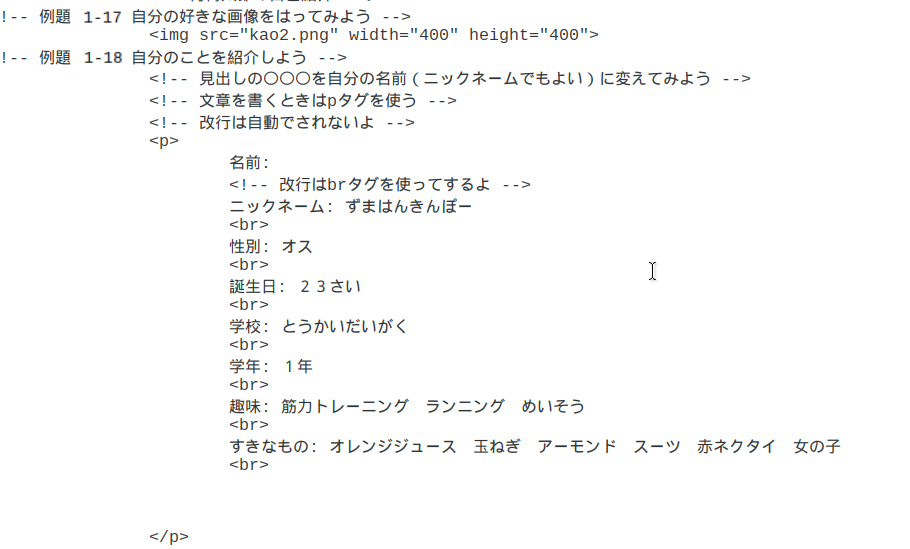 !-- 例題 1-17 自分の好きな画像をはってみよう -->
<img src="kao2.png" width="400" height="400">
!-- 例題 1-18 自分のことを紹介しよう -->
<!-- 見出しの〇〇〇を自分の名前(ニックネームでもよい)に変えてみよう -->
<!-- 文章を書くときはpタグを使う -->
<!-- 改行は自動でされないよ -->
<p>
名前:
<!-- 改行はbrタグを使ってするよ -->
ニックネーム: ずまはんきんぽー
<br>
性別: オス
<br>
誕生日: 23さい
<br>
学校: とうかいだいがく
<br>
学年: 1年
<br>
趣味: 筋力トレーニング ランニング めいそう
<br>
すきなもの: オレンジジュース 玉ねぎ アーモンド スーツ 赤ネクタイ 女の子
<br>
</p>